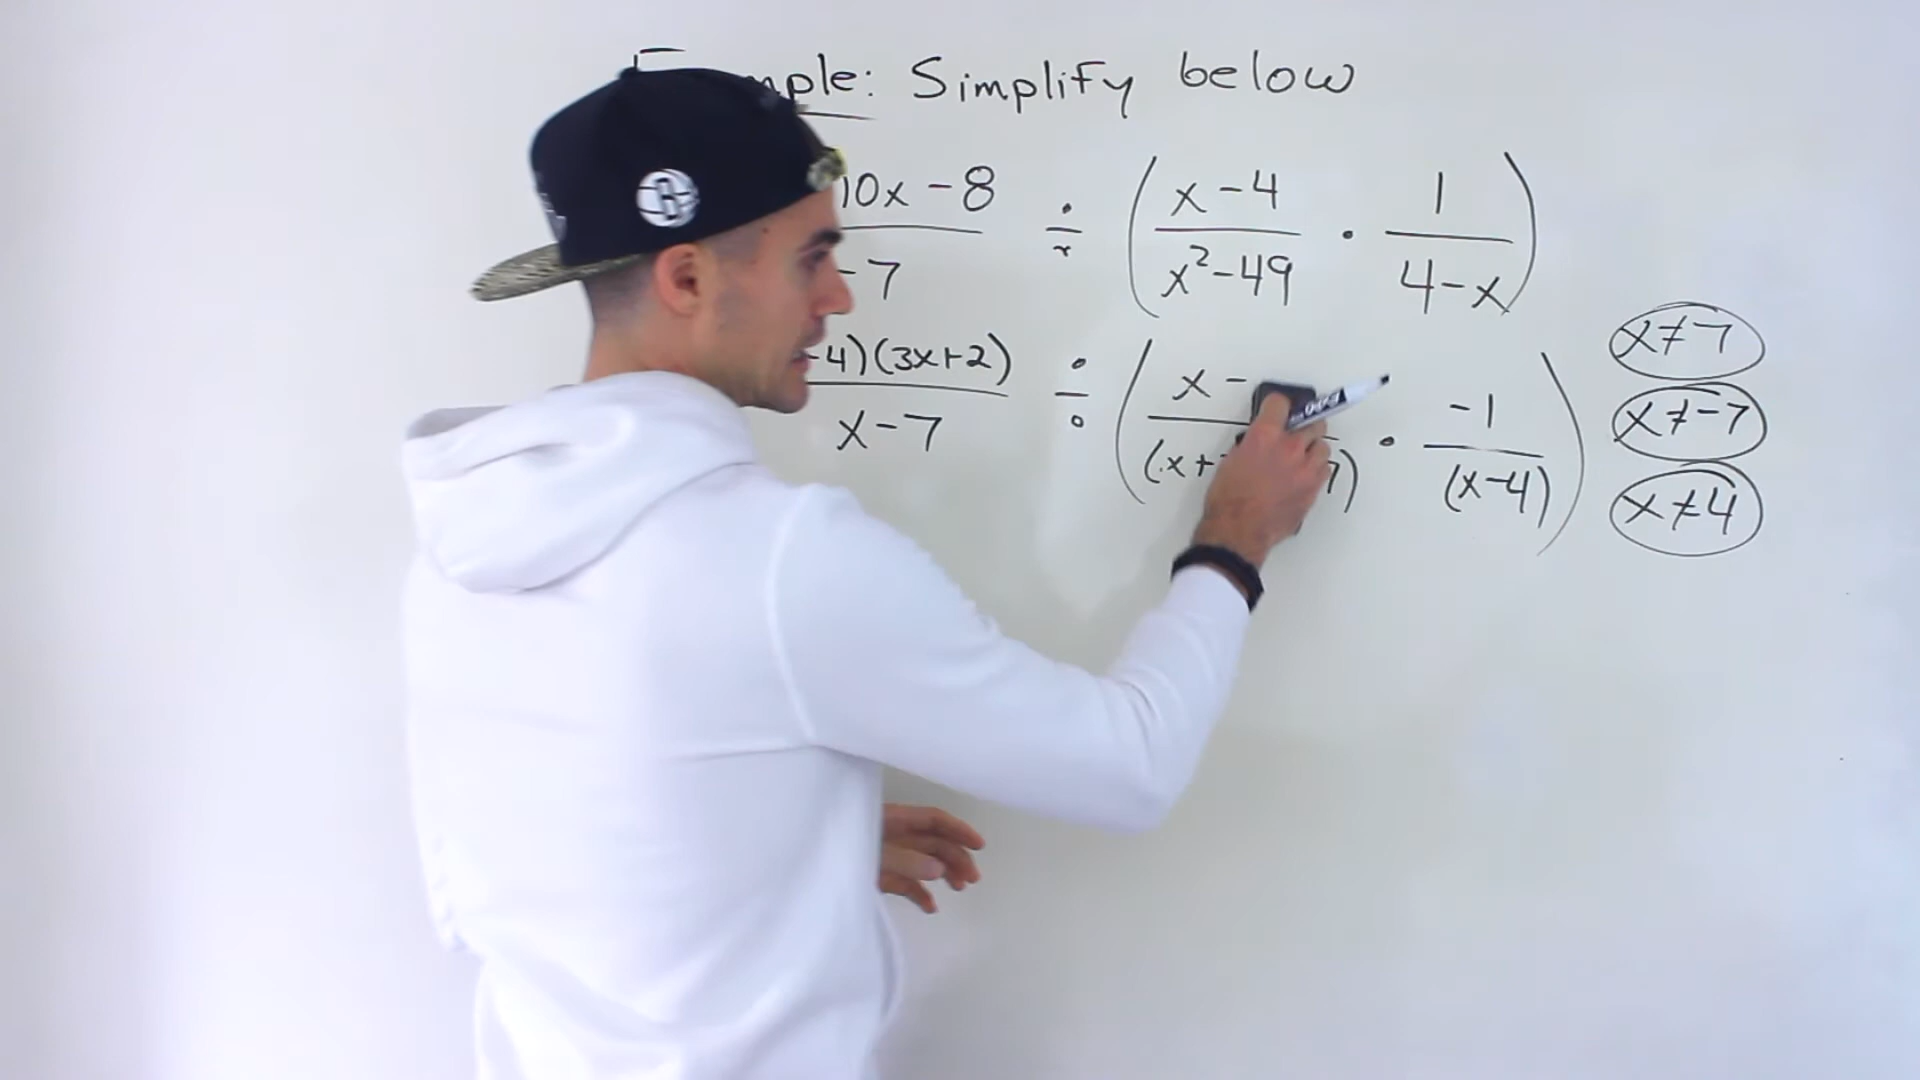 mple: Simplify below
10x - 8 / - 7 ÷ ( x - 4 / x² - 49 · 1 / 4 - x )
- 4)(3x + 2) / x - 7 ÷ ( x - / (x + 7) · -1 / (x - 4) )
x ≠ 7
x ≠ -7
x ≠ 4